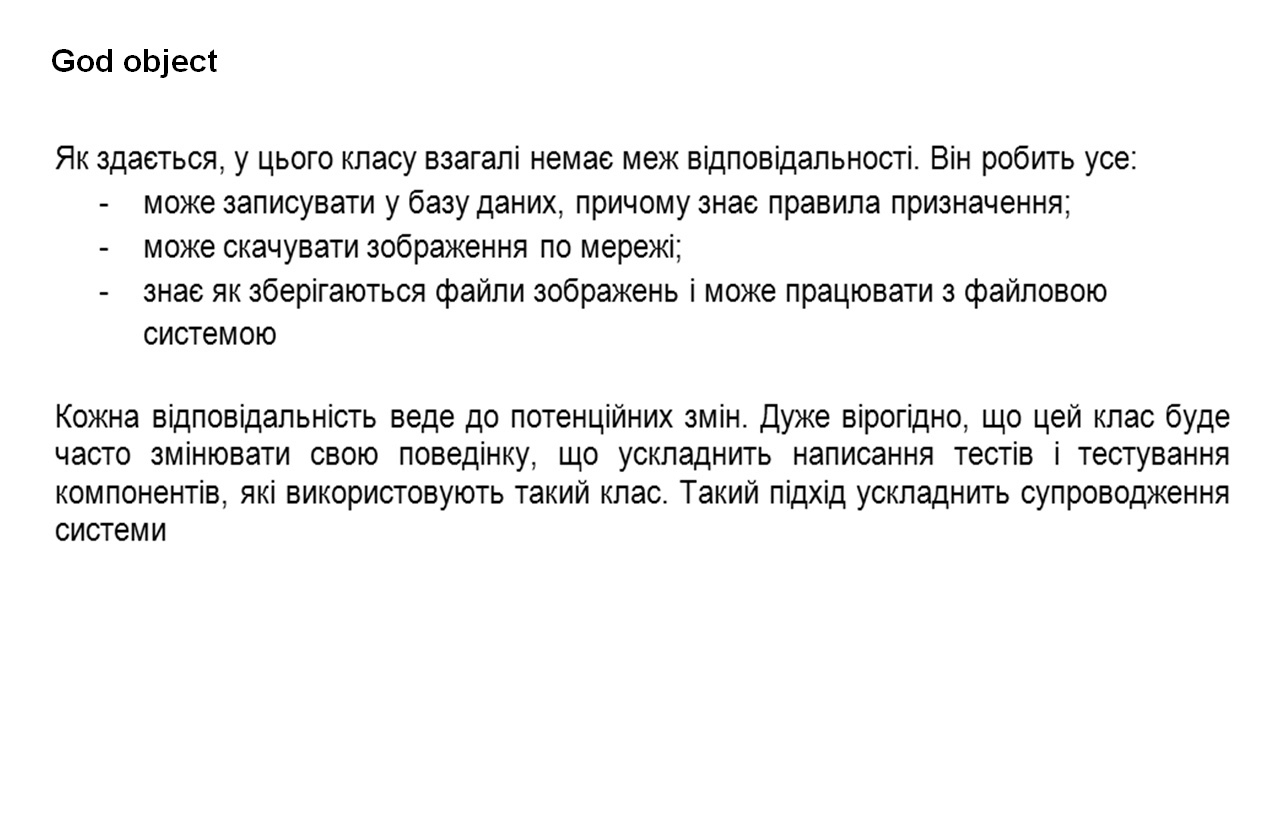 God object
Як здається, у цього класу взагалі немає меж відповідальності. Він робить усе:
- може записувати у базу даних, причому знає правила призначення;
- може скачувати зображення по мережі;
- знає як зберігаються файли зображень і може працювати з файловою
системою
Кожна відповідальність веде до потенційних змін. Дуже вірогідно, що цей клас буде
часто змінювати свою поведінку, що ускладнить написання тестів і тестування
компонентів, які використовують такий клас. Такий підхід ускладнить супроводження
системи